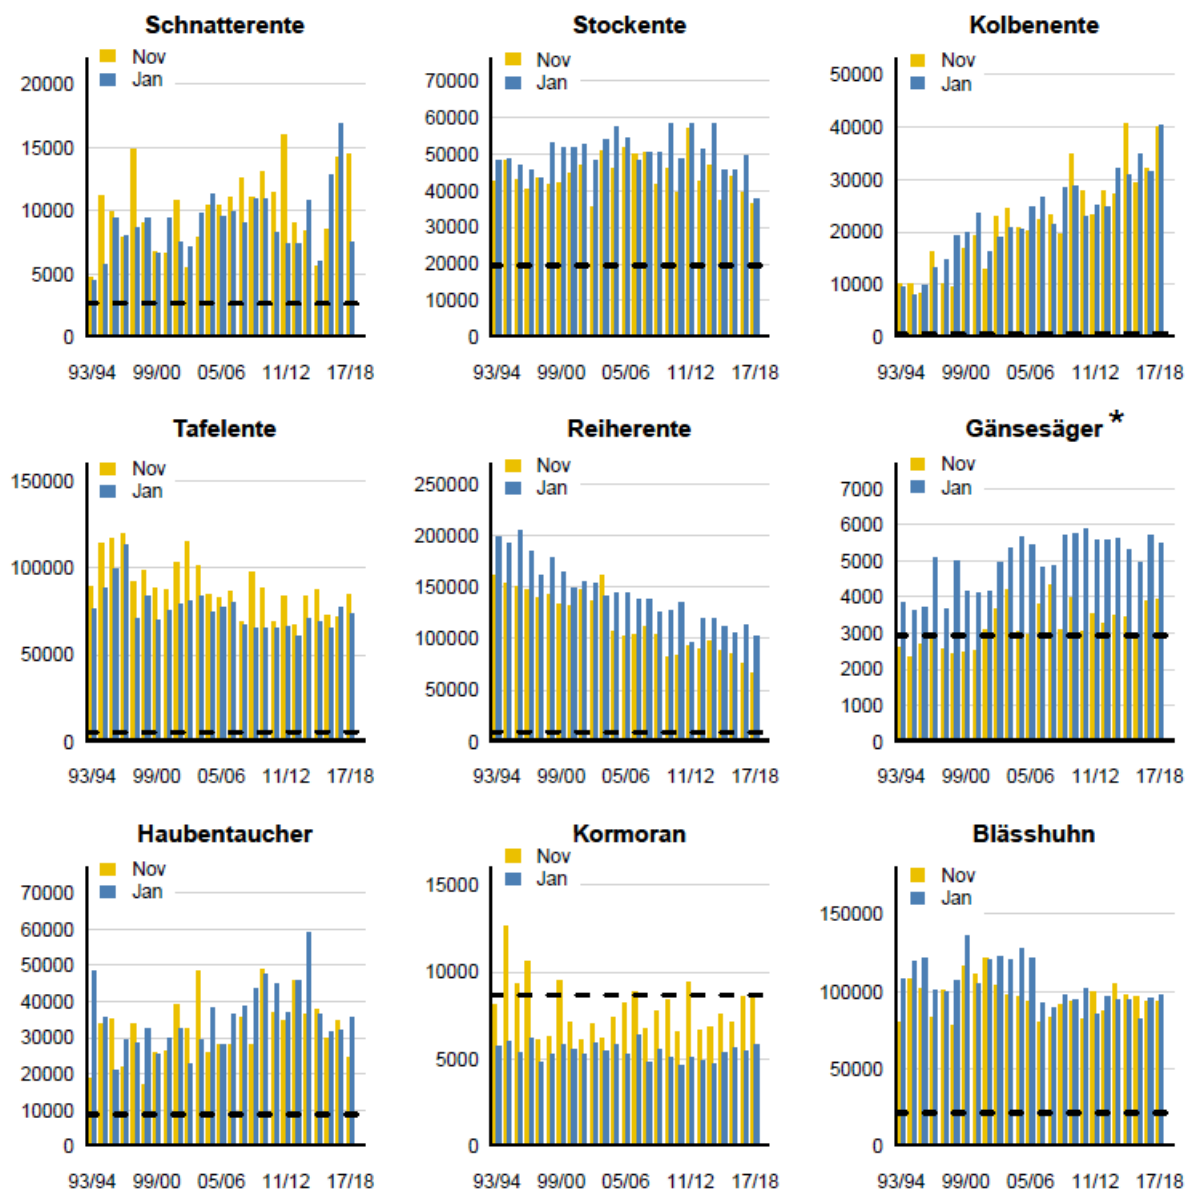 Schnatterente
Nov
Jan
20000
15000
10000
5000
0
93/94 99/00 05/06 11/12 17/18
Stockente
Nov
Jan
70000
60000
50000
40000
30000
20000
10000
0
93/94 99/00 05/06 11/12 17/18
Kolbenente
Nov
Jan
50000
40000
30000
20000
10000
0
93/94 99/00 05/06 11/12 17/18
Tafelente
Nov
Jan
150000
100000
50000
0
93/94 99/00 05/06 11/12 17/18
Reiherente
Nov
Jan
250000
200000
150000
100000
50000
0
93/94 99/00 05/06 11/12 17/18
Gänsesäger *
Nov
Jan
7000
6000
5000
4000
3000
2000
1000
0
93/94 99/00 05/06 11/12 17/18
Haubentaucher
Nov
Jan
70000
60000
50000
40000
30000
20000
10000
0
93/94 99/00 05/06 11/12 17/18
Kormoran
Nov
Jan
15000
10000
5000
0
93/94 99/00 05/06 11/12 17/18
Blässhuhn
Nov
Jan
150000
100000
50000
0
93/94 99/00 05/06 11/12 17/18